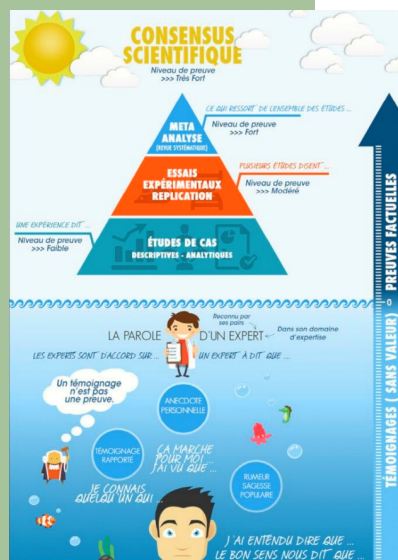 CONSENSUS
SCIENTIFIQUE
Niveau de preuve
>>> Très Fort
CE QUI RESSORT DE L'ENSEMBLE DES ÉTUDES ...
META
ANALYSE
(REVUE SYSTÉMATIQUE)
Niveau de preuve
>>> Fort
ESSAIS
EXPÉRIMENTAUX
RÉPLICATION
PLUSIEURS ÉTUDES DISENT ...
Niveau de preuve
>>> Modéré
UNE EXPERIENCE DIT ...
Niveau de preuve
>>> Faible
ÉTUDES DE CAS
DESCRIPTIVES - ANALYTIQUES
TÉMOIGNAGES ( SANS VALEUR) 0 PREUVES FACTUELLES
Reconnu par
ses pairs
LA PAROLE D'UN EXPERT
Dans son domaine
d'expertise
LES EXPERTS SONT D'ACCORD SUR ... UN EXPERT À DIT QUE ...
Un témoignage
n'est pas
une preuve.
ANECDOTE
PERSONNELLE
TÉMOIGNAGE
RAPPORTÉ
ÇA MARCHE
POUR MOI...
J'AI VU QUE ...
JE CONNAIS
QUELQU'UN QUI ...
RUMEUR
SAGESSE
POPULAIRE
J'AI ENTENDU DIRE QUE ...
LE BON SENS NOUS DIT QUE ...